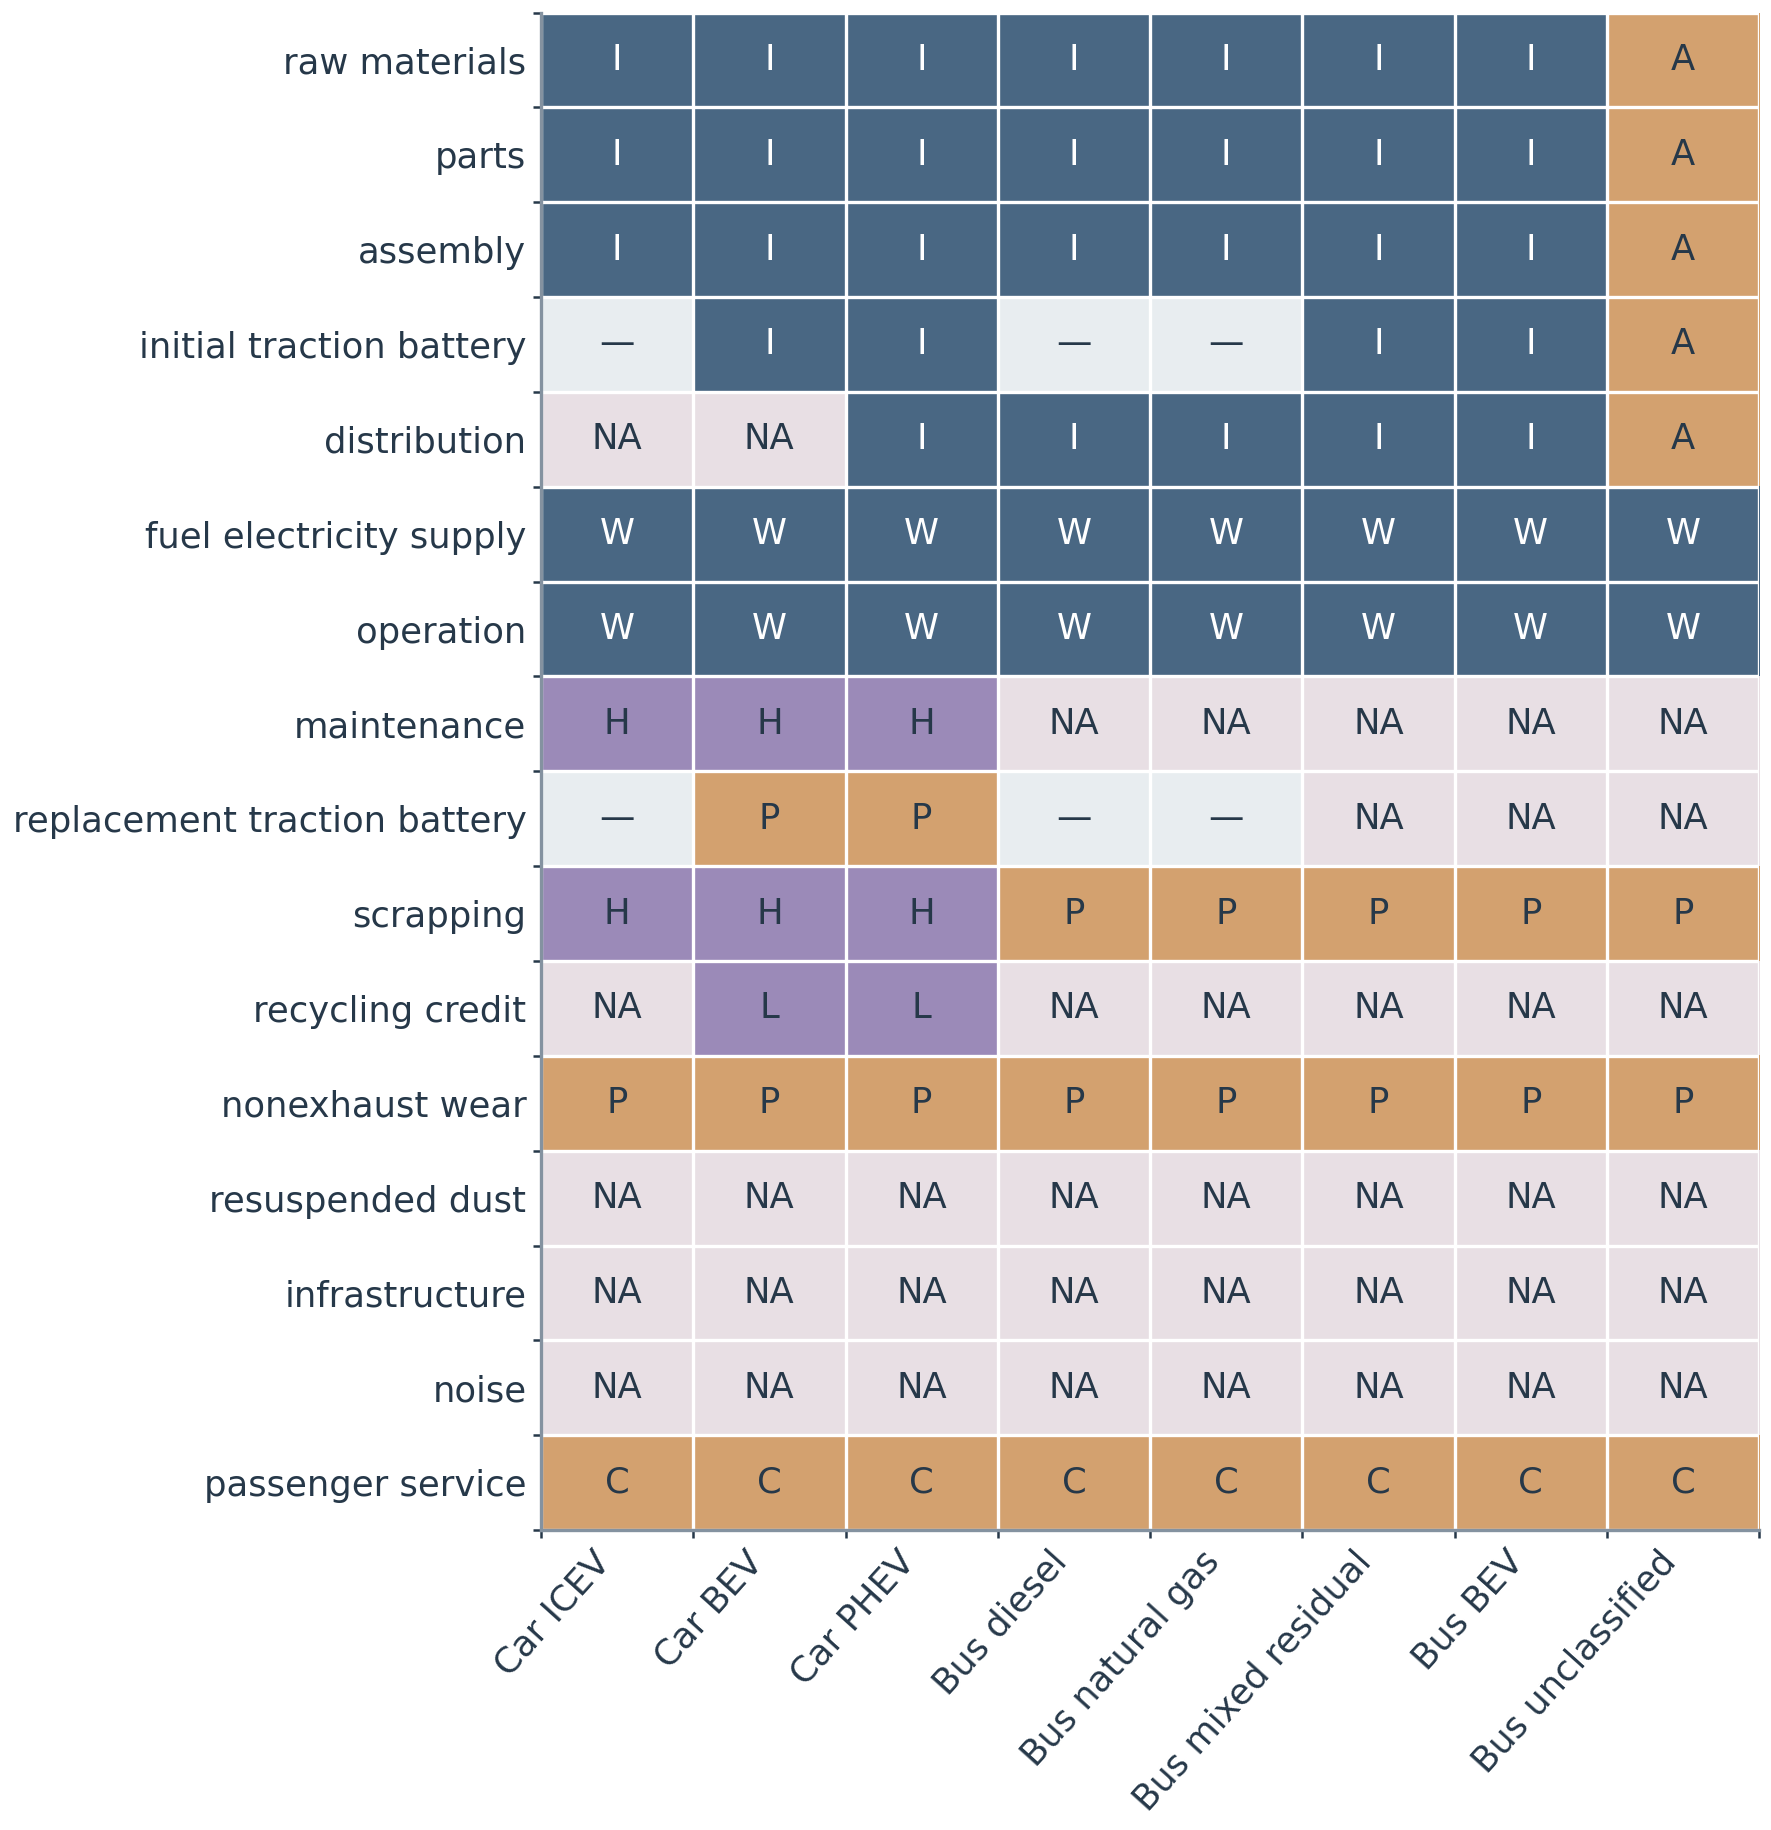 raw materials I I I I I I I A
parts I I I I I I I A
assembly I I I I I I I A
initial traction battery — I I — — I I A
distribution NA NA I I I I I A
fuel electricity supply W W W W W W W W
operation W W W W W W W W
maintenance H H H NA NA NA NA NA
replacement traction battery — P P — — NA NA NA
scrapping H H H P P P P P
recycling credit NA L L NA NA NA NA NA
nonexhaust wear P P P P P P P P
resuspended dust NA NA NA NA NA NA NA NA
infrastructure NA NA NA NA NA NA NA NA
noise NA NA NA NA NA NA NA NA
passenger service C C C C C C C C
Car ICEV
Car BEV
Car PHEV
Bus diesel
Bus natural gas
Bus mixed residual
Bus BEV
Bus unclassified